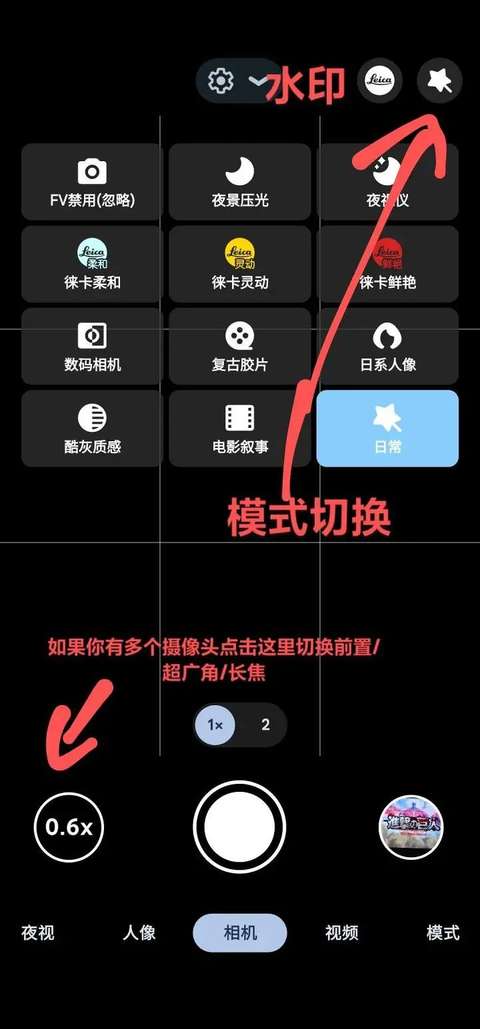 水印
Leica
FV禁用(忽略)
夜景压光
夜视仪
Leica
柔和
徕卡柔和
Leica
灵动
徕卡灵动
Leica
鲜艳
徕卡鲜艳
数码相机
复古胶片
日系人像
酷灰质感
电影叙事
日常
模式切换
如果你有多个摄像头点击这里切换前置/
超广角/长焦
1×
2
0.6x
進撃の巨人
夜视
人像
相机
视频
模式